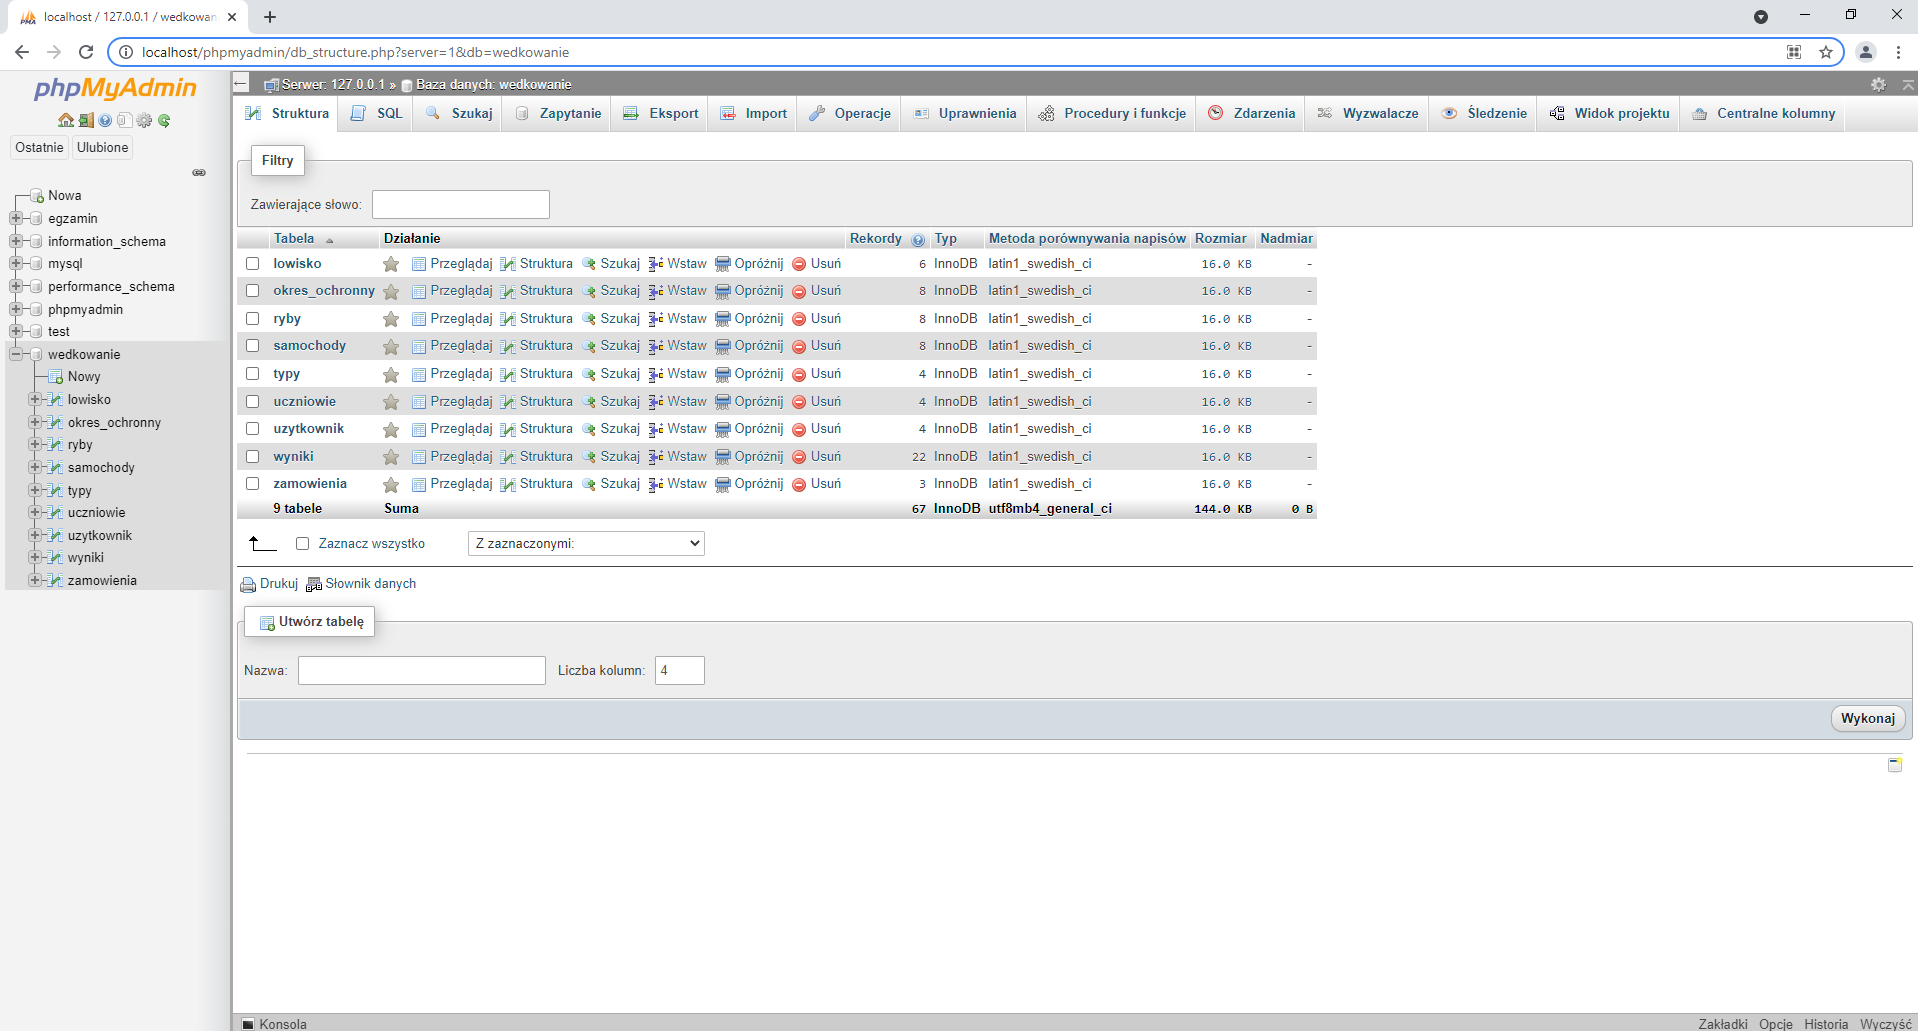 localhost / 127.0.0.1 / wedkowan
localhost/phpmyadmin/db_structure.php?server=1&db=wedkowanie
phpMyAdmin
Ostatnie Ulubione
Nowa
egzamin
information_schema
mysql
performance_schema
phpmyadmin
test
wedkowanie
Nowy
lowisko
okres_ochronny
ryby
samochody
typy
uczniowie
uzytkownik
wyniki
zamowienia
Serwer: 127.0.0.1 » Baza danych: wedkowanie
Struktura SQL Szukaj Zapytanie Eksport Import Operacje Uprawnienia Procedury i funkcje Zdarzenia Wyzwalacze Śledzenie Widok projektu Centralne kolumny
Filtry
Zawierające słowo:
Tabela Działanie Rekordy Typ Metoda porównywania napisów Rozmiar Nadmiar
lowisko Przeglądaj Struktura Szukaj Wstaw Opróżnij Usuń 6 InnoDB latin1_swedish_ci 16.0 KB -
okres_ochronny Przeglądaj Struktura Szukaj Wstaw Opróżnij Usuń 8 InnoDB latin1_swedish_ci 16.0 KB -
ryby Przeglądaj Struktura Szukaj Wstaw Opróżnij Usuń 8 InnoDB latin1_swedish_ci 16.0 KB -
samochody Przeglądaj Struktura Szukaj Wstaw Opróżnij Usuń 8 InnoDB latin1_swedish_ci 16.0 KB -
typy Przeglądaj Struktura Szukaj Wstaw Opróżnij Usuń 4 InnoDB latin1_swedish_ci 16.0 KB -
uczniowie Przeglądaj Struktura Szukaj Wstaw Opróżnij Usuń 4 InnoDB latin1_swedish_ci 16.0 KB -
uzytkownik Przeglądaj Struktura Szukaj Wstaw Opróżnij Usuń 4 InnoDB latin1_swedish_ci 16.0 KB -
wyniki Przeglądaj Struktura Szukaj Wstaw Opróżnij Usuń 22 InnoDB latin1_swedish_ci 16.0 KB -
zamowienia Przeglądaj Struktura Szukaj Wstaw Opróżnij Usuń 3 InnoDB latin1_swedish_ci 16.0 KB -
9 tabele Suma 67 InnoDB utf8mb4_general_ci 144.0 KB 0 B
Zaznacz wszystko Z zaznaczonymi:
Drukuj Słownik danych
Utwórz tabelę
Nazwa: Liczba kolumn: 4
Wykonaj
Konsola Zakładki Opcje Historia Wyczyść